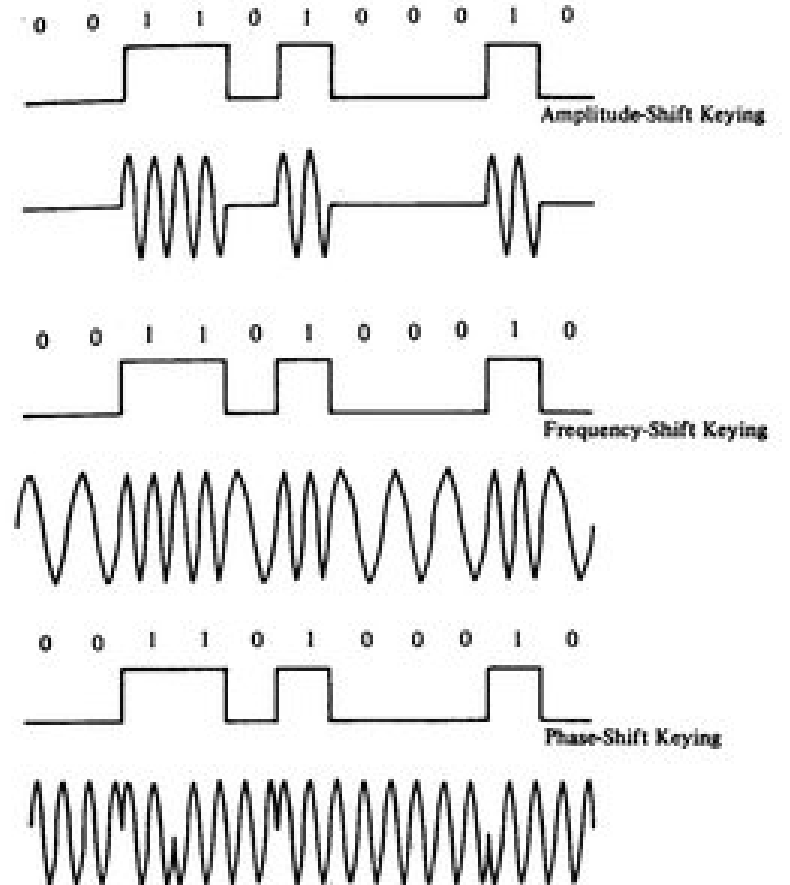 0 0 1 1 0 1 0 0 0 1 0
Amplitude-Shift Keying
0 0 1 1 0 1 0 0 0 1 0
Frequency-Shift Keying
0 0 1 1 0 1 0 0 0 1 0
Phase-Shift Keying